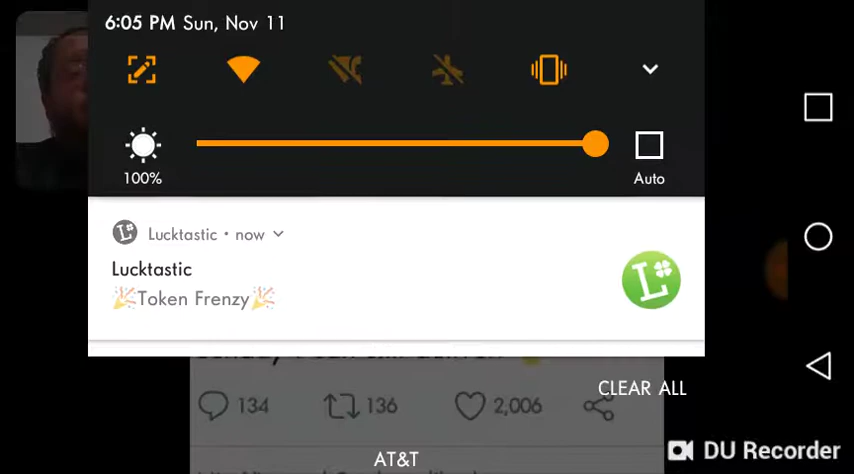 6:05 PM Sun, Nov 11
100%
Auto
Lucktastic • now
Lucktastic
🎉Token Frenzy🎉
L
CLEAR ALL
134 136 2,006
AT&T
DU Recorder